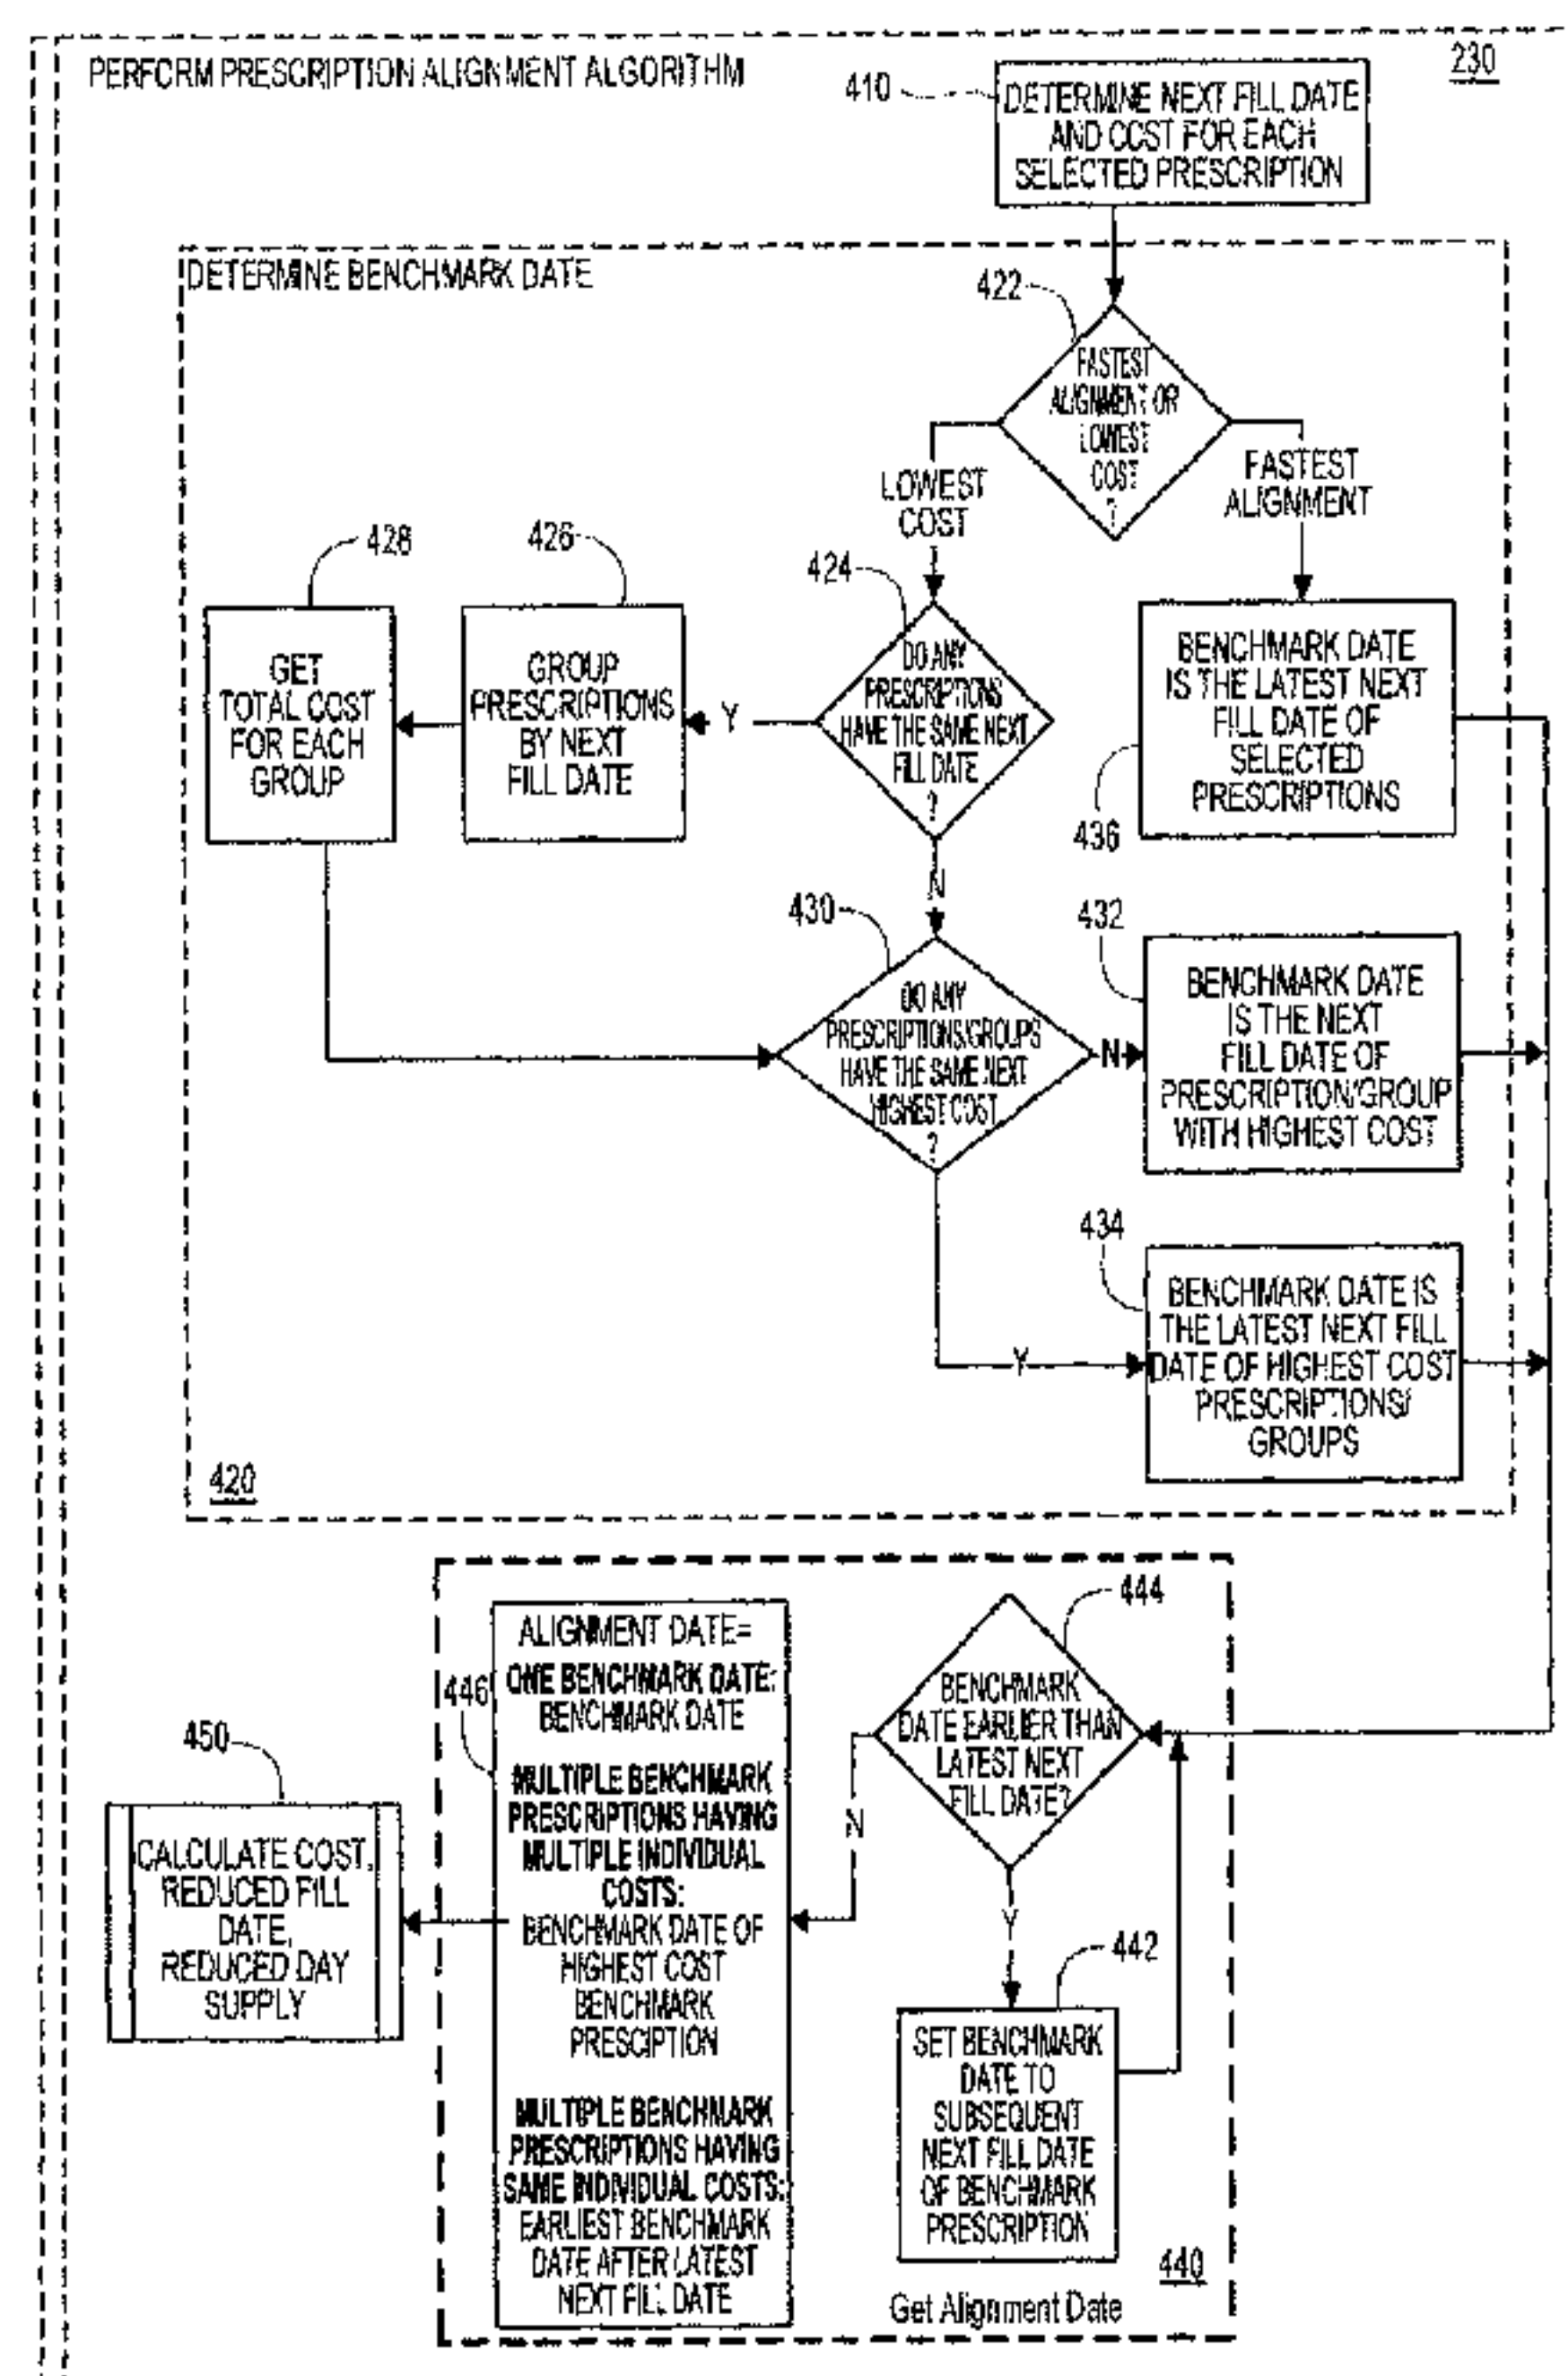 PERFORM PRESCRIPTION ALIGNMENT ALGORITHM
230
410
DETERMINE NEXT FILL DATE
AND COST FOR EACH
SELECTED PRESCRIPTION
DETERMINE BENCHMARK DATE
422
FASTEST
ALIGNMENT OR
LOWEST
COST
?
LOWEST
COST
FASTEST
ALIGNMENT
428
GET
TOTAL COST
FOR EACH
GROUP
426
GROUP
PRESCRIPTIONS
BY NEXT
FILL DATE
Y
424
DO ANY
PRESCRIPTIONS
HAVE THE SAME NEXT
FILL DATE
?
N
BENCHMARK DATE
IS THE LATEST NEXT
FILL DATE OF
SELECTED
PRESCRIPTIONS
436
430
DO ANY
PRESCRIPTIONS/GROUPS
HAVE THE SAME NEXT
HIGHEST COST
?
N
432
BENCHMARK DATE
IS THE NEXT
FILL DATE OF
PRESCRIPTION/GROUP
WITH HIGHEST COST
Y
434
BENCHMARK DATE IS
THE LATEST NEXT FILL
DATE OF HIGHEST COST
PRESCRIPTIONS/
GROUPS
420
444
BENCHMARK
DATE EARLIER THAN
LATEST NEXT
FILL DATE?
N
Y
442
SET BENCHMARK
DATE TO
SUBSEQUENT
NEXT FILL DATE
OF BENCHMARK
PRESCRIPTION
446
ALIGNMENT DATE=
ONE BENCHMARK DATE:
BENCHMARK DATE
MULTIPLE BENCHMARK
PRESCRIPTIONS HAVING
MULTIPLE INDIVIDUAL
COSTS:
BENCHMARK DATE OF
HIGHEST COST
BENCHMARK
PRESCIPTION
MULTIPLE BENCHMARK
PRESCRIPTIONS HAVING
SAME INDIVIDUAL COSTS:
EARLIEST BENCHMARK
DATE AFTER LATEST
NEXT FILL DATE
440
Get Alignment Date
450
CALCULATE COST,
REDUCED FILL
DATE,
REDUCED DAY
SUPPLY